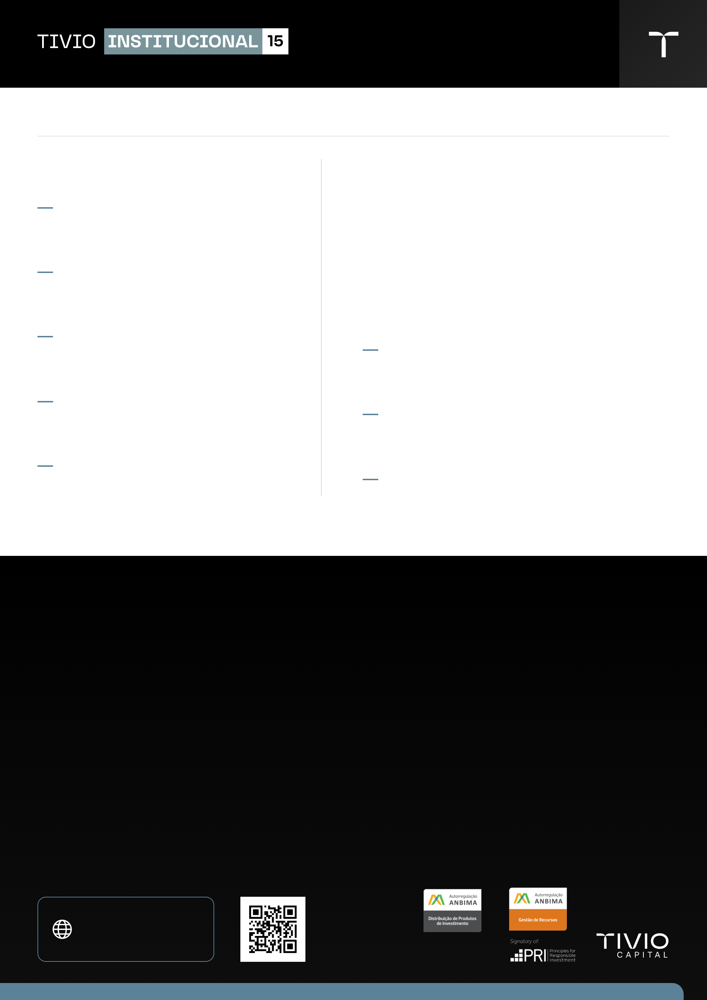 TIVIO INSTITUCIONAL 15
Autorregulação
ANBIMA
Distribuição de Produtos
de Investimento
Autorregulação
ANBIMA
Gestão de Recursos
Signatory of:
PRI Principles for
Responsible
Investment
TIVIO
CAPITAL